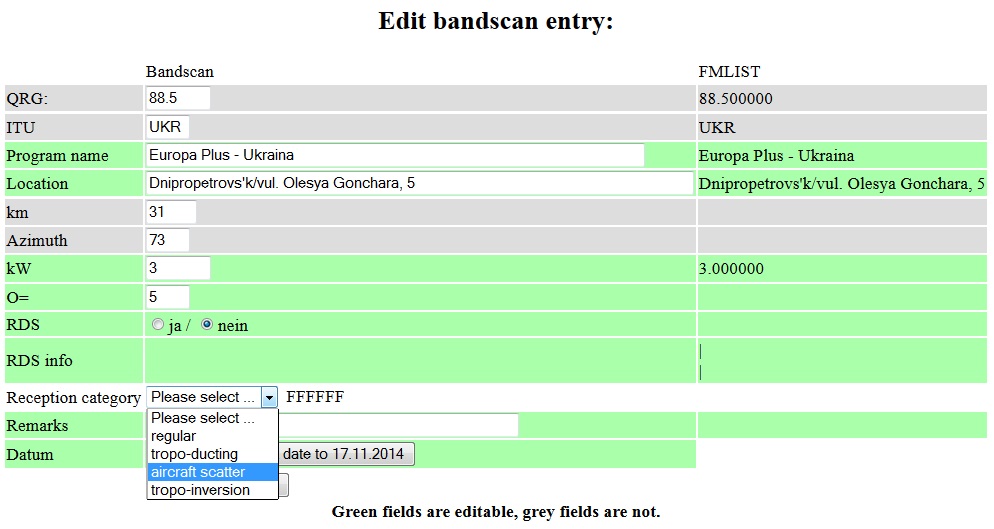 Edit bandscan entry:
Bandscan FMLIST
QRG: 88.5 88.500000
ITU UKR UKR
Program name Europa Plus - Ukraina Europa Plus - Ukraina
Location Dnipropetrovs'k/vul. Olesya Gonchara, 5 Dnipropetrovs'k/vul. Olesya Gonchara, 5
km 31
Azimuth 73
kW 3 3.000000
O= 5
RDS ja / nein
RDS info |
|
Reception category Please select ... FFFFFF
Please select ...
Remarks
regular
tropo-ducting
Datum date to 17.11.2014
aircraft scatter
tropo-inversion
Green fields are editable, grey fields are not.